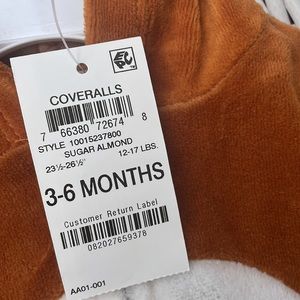 COVERALLS
7 66380 72674 8
STYLE 10015237800
SUGAR ALMOND
23½-26½" 12-17 LBS.
3-6 MONTHS
Customer Return Label
082027659378
AA01-001